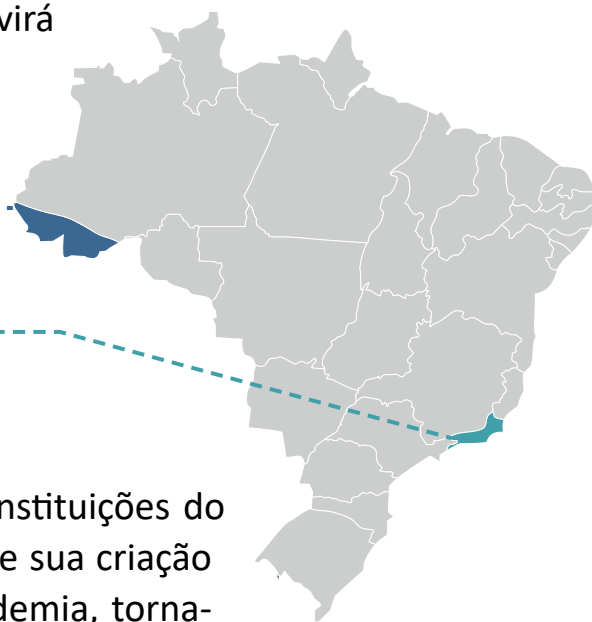 virá
nstituições do
e sua criação
demia, torna-